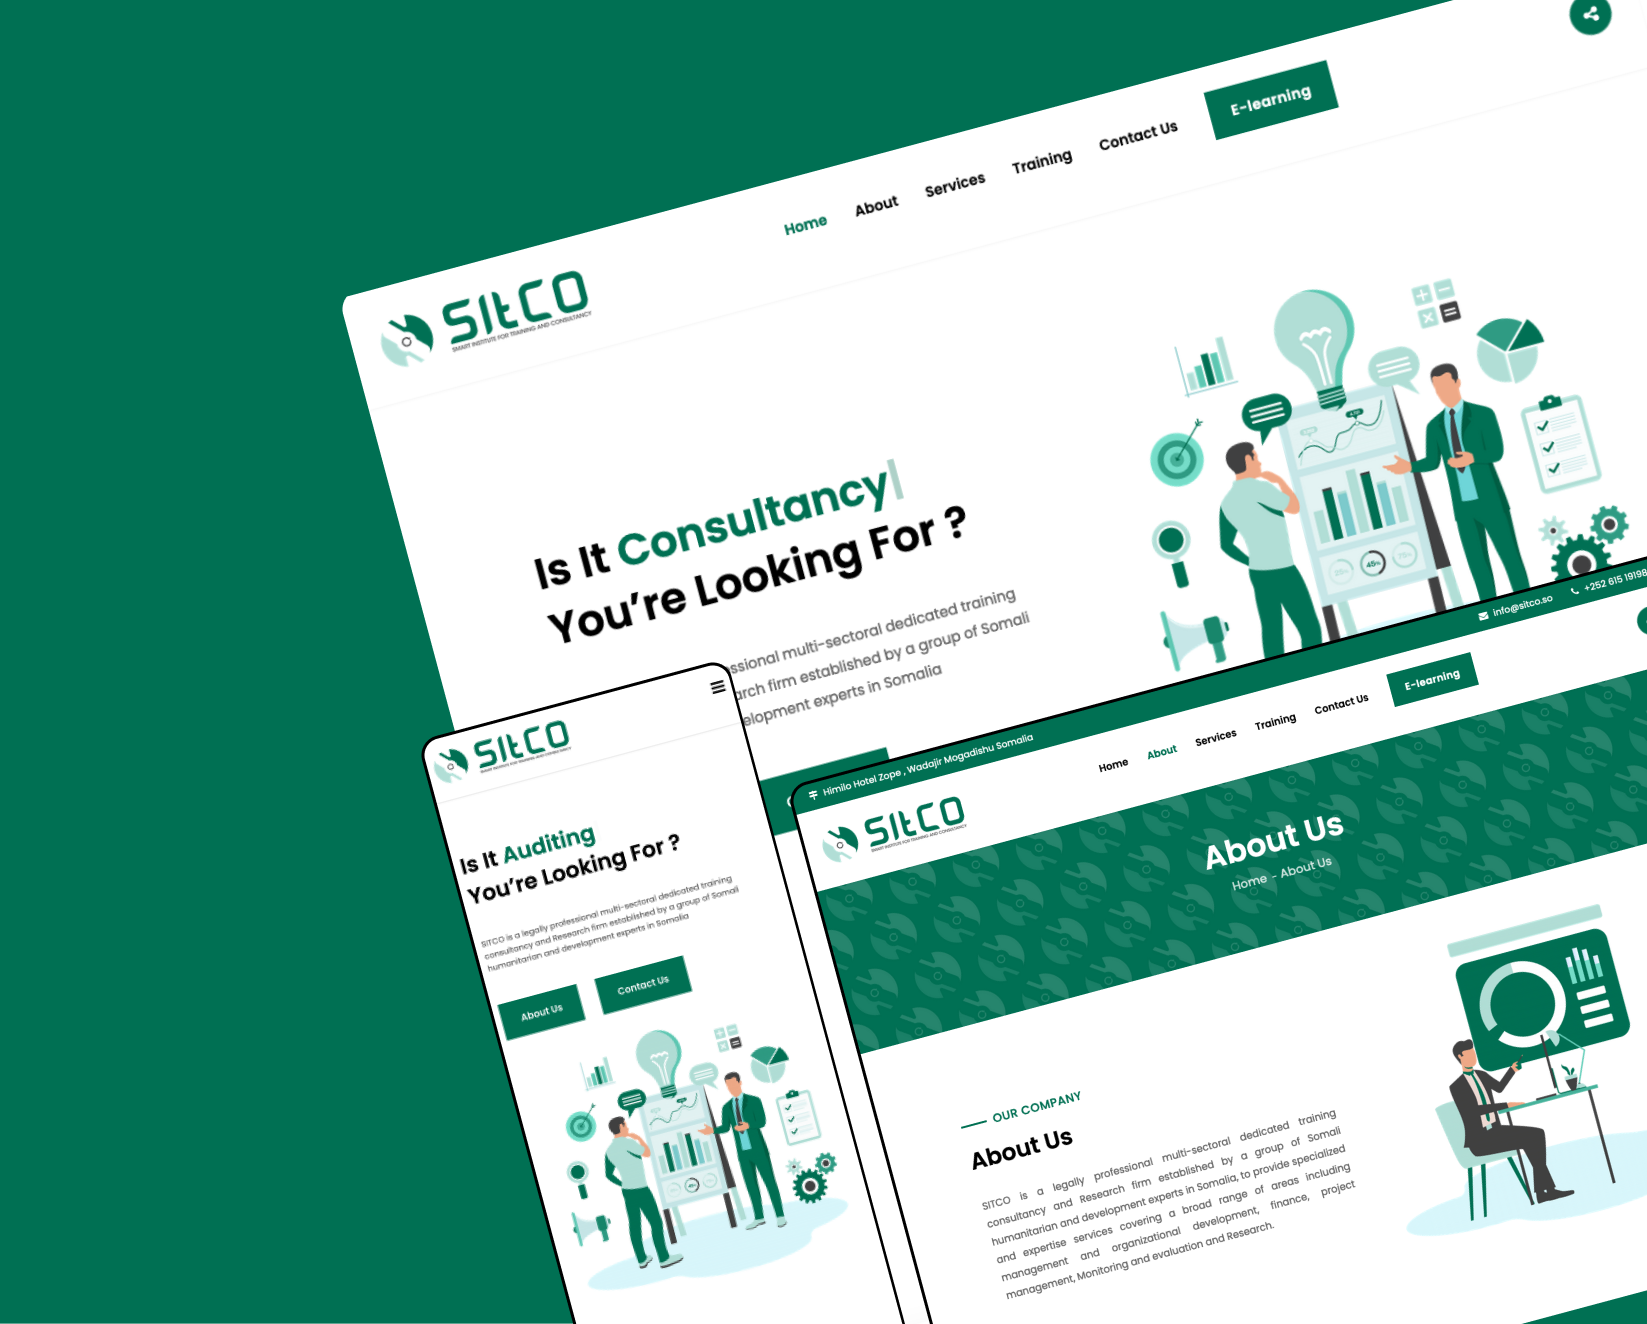 Home
About
Services
Training
Contact Us
E-learning
SItCO
SMART INSTITUTE FOR TRAINING AND CONSULTANCY
Is It Consultancy
You're Looking For ?
multi-sectoral dedicated training
firm established by a group of Somali
experts in Somalia
45%
SItCO
SMART INSTITUTE FOR TRAINING AND CONSULTANCY
Is It Auditing
You're Looking For ?
SITCO is a legally professional multi-sectoral dedicated training
consultancy and Research firm established by a group of Somali
humanitarian and development experts in Somalia
About Us
Contact Us
Himilo Hotel Zope , Wadajir Mogadishu Somalia
info@sitco.so
+252 615 19198
SItCO
SMART INSTITUTE FOR TRAINING AND CONSULTANCY
Home
About
Services
Training
Contact Us
E-learning
About Us
Home - About Us
OUR COMPANY
About Us
SITCO is a legally professional multi-sectoral dedicated training
consultancy and Research firm established by a group of Somali
humanitarian and development experts in Somalia, to provide specialized
and expertise services covering a broad range of areas including
management and organizational development, finance, project
management, Monitoring and evaluation and Research.